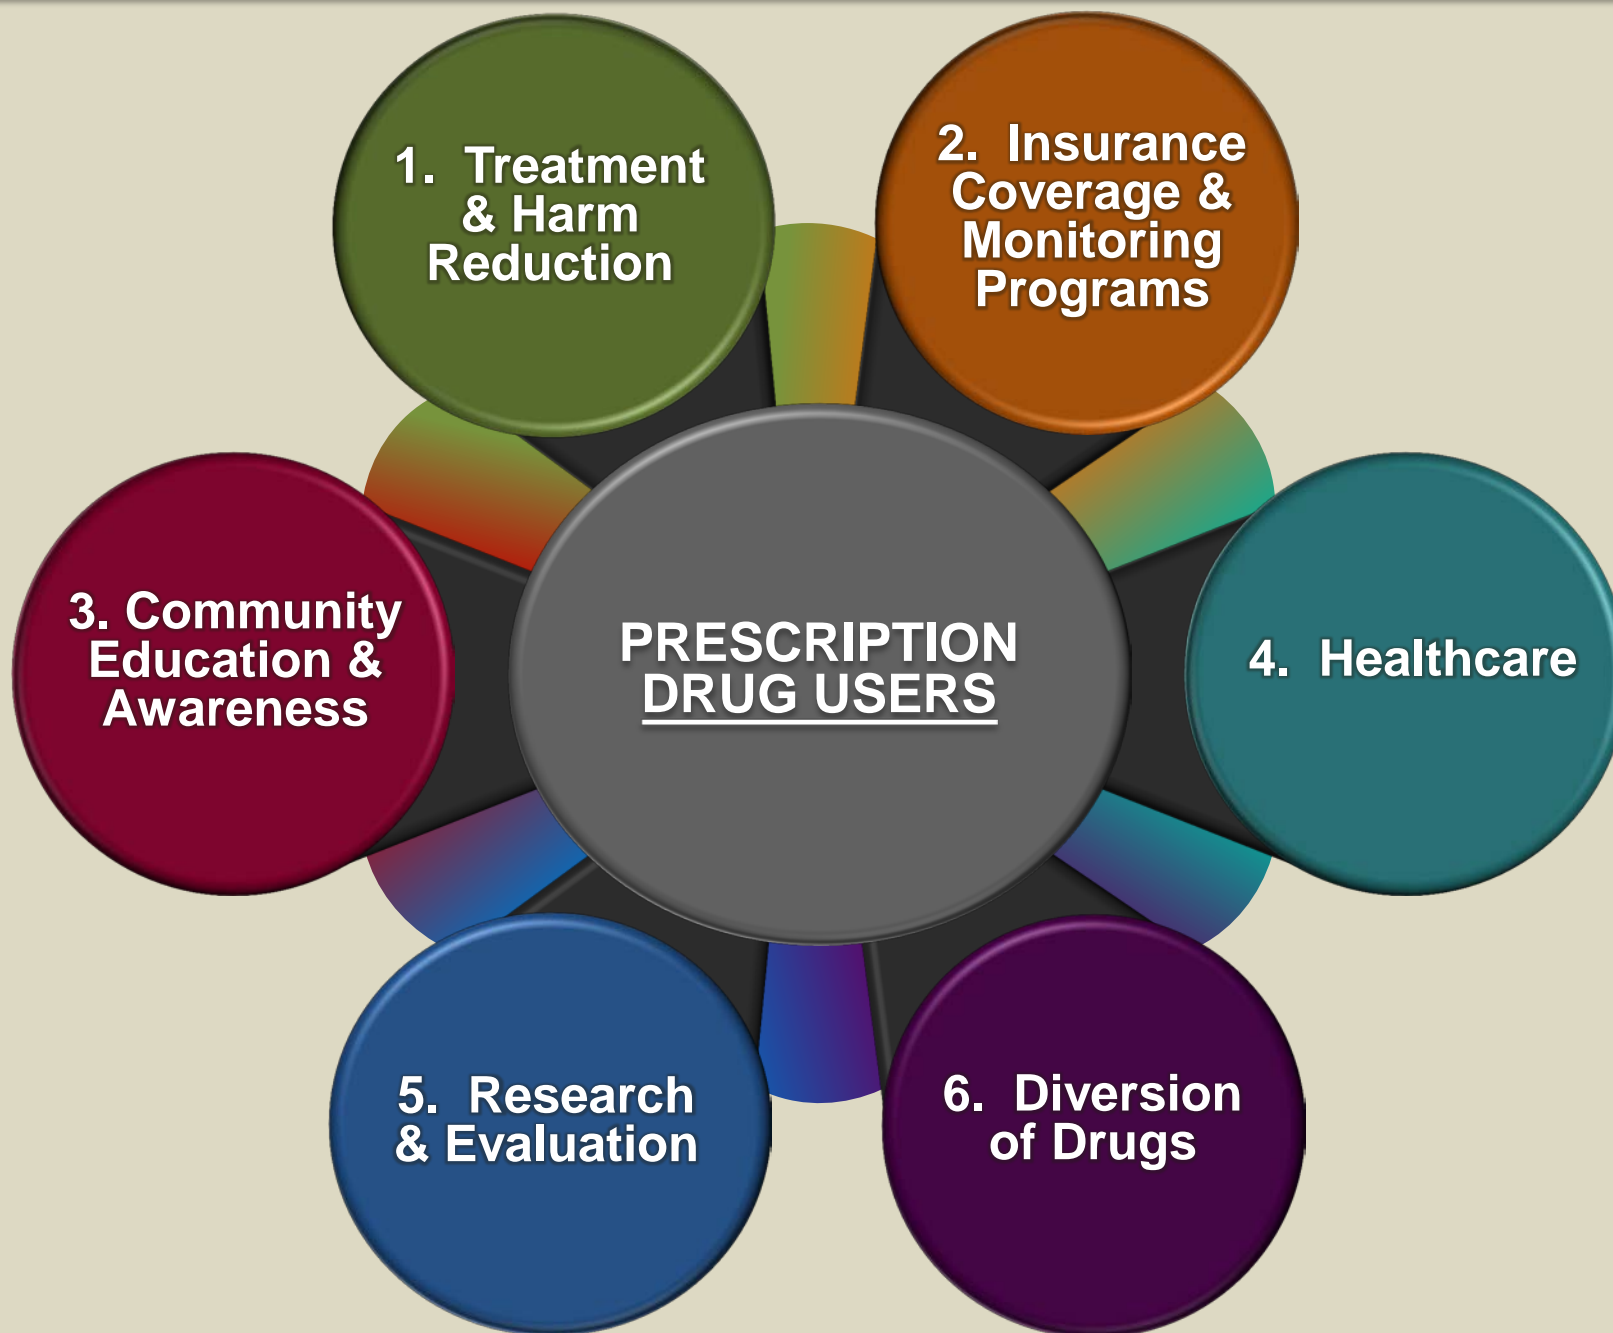 1. Treatment
& Harm
Reduction
2. Insurance
Coverage &
Monitoring
Programs
3. Community
Education &
Awareness
PRESCRIPTION
DRUG USERS
4. Healthcare
5. Research
& Evaluation
6. Diversion
of Drugs